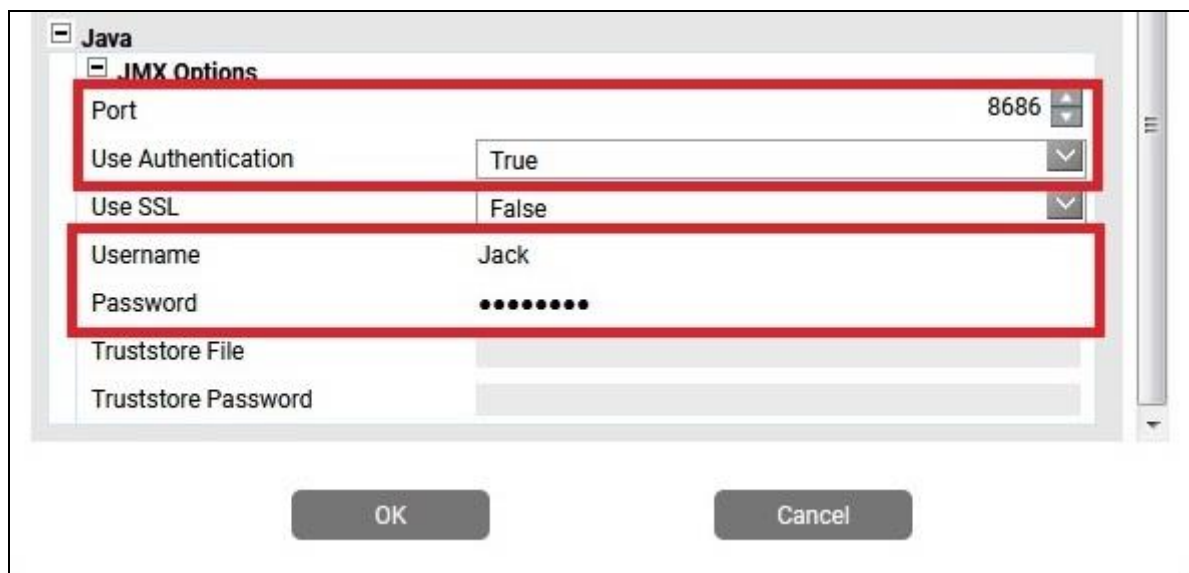 Java
JMX Options
Port 8686
Use Authentication True
Use SSL False
Username Jack
Password ●●●●●●●●
Truststore File
Truststore Password
OK Cancel